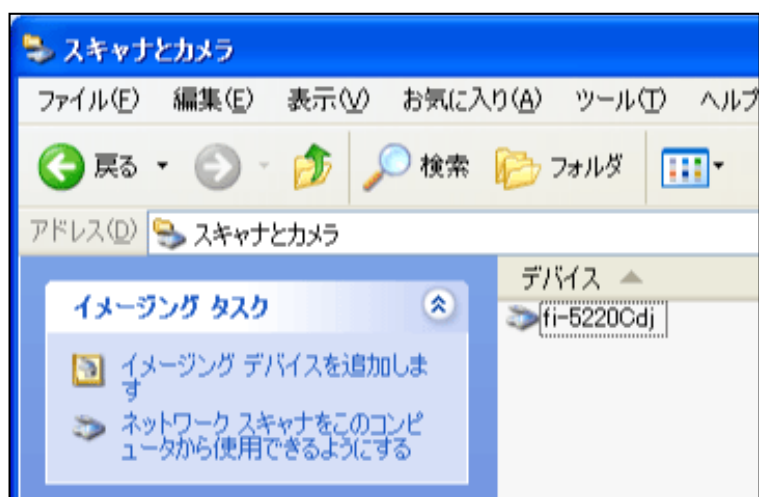 スキャナとカメラ
ファイル(F) 編集(E) 表示(V) お気に入り(A) ツール(T) ヘルプ
戻る 検索 フォルダ
アドレス(D) スキャナとカメラ
デバイス
fi-5220Cdj
イメージング タスク
イメージング デバイスを追加しま
す
ネットワーク スキャナをこのコンピ
ュータから使用できるようにする